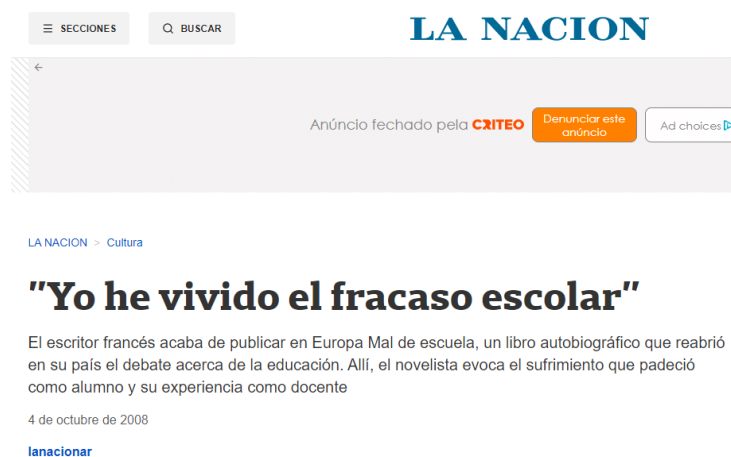 SECCIONES
BUSCAR
LA NACION
Anúncio fechado pela CRITEO
Denunciar este
anúncio
Ad choices
LA NACION > Cultura
"Yo he vivido el fracaso escolar"
El escritor francés acaba de publicar en Europa Mal de escuela, un libro autobiográfico que reabrió
en su país el debate acerca de la educación. Allí, el novelista evoca el sufrimiento que padeció
como alumno y su experiencia como docente
4 de octubre de 2008
lanacionar